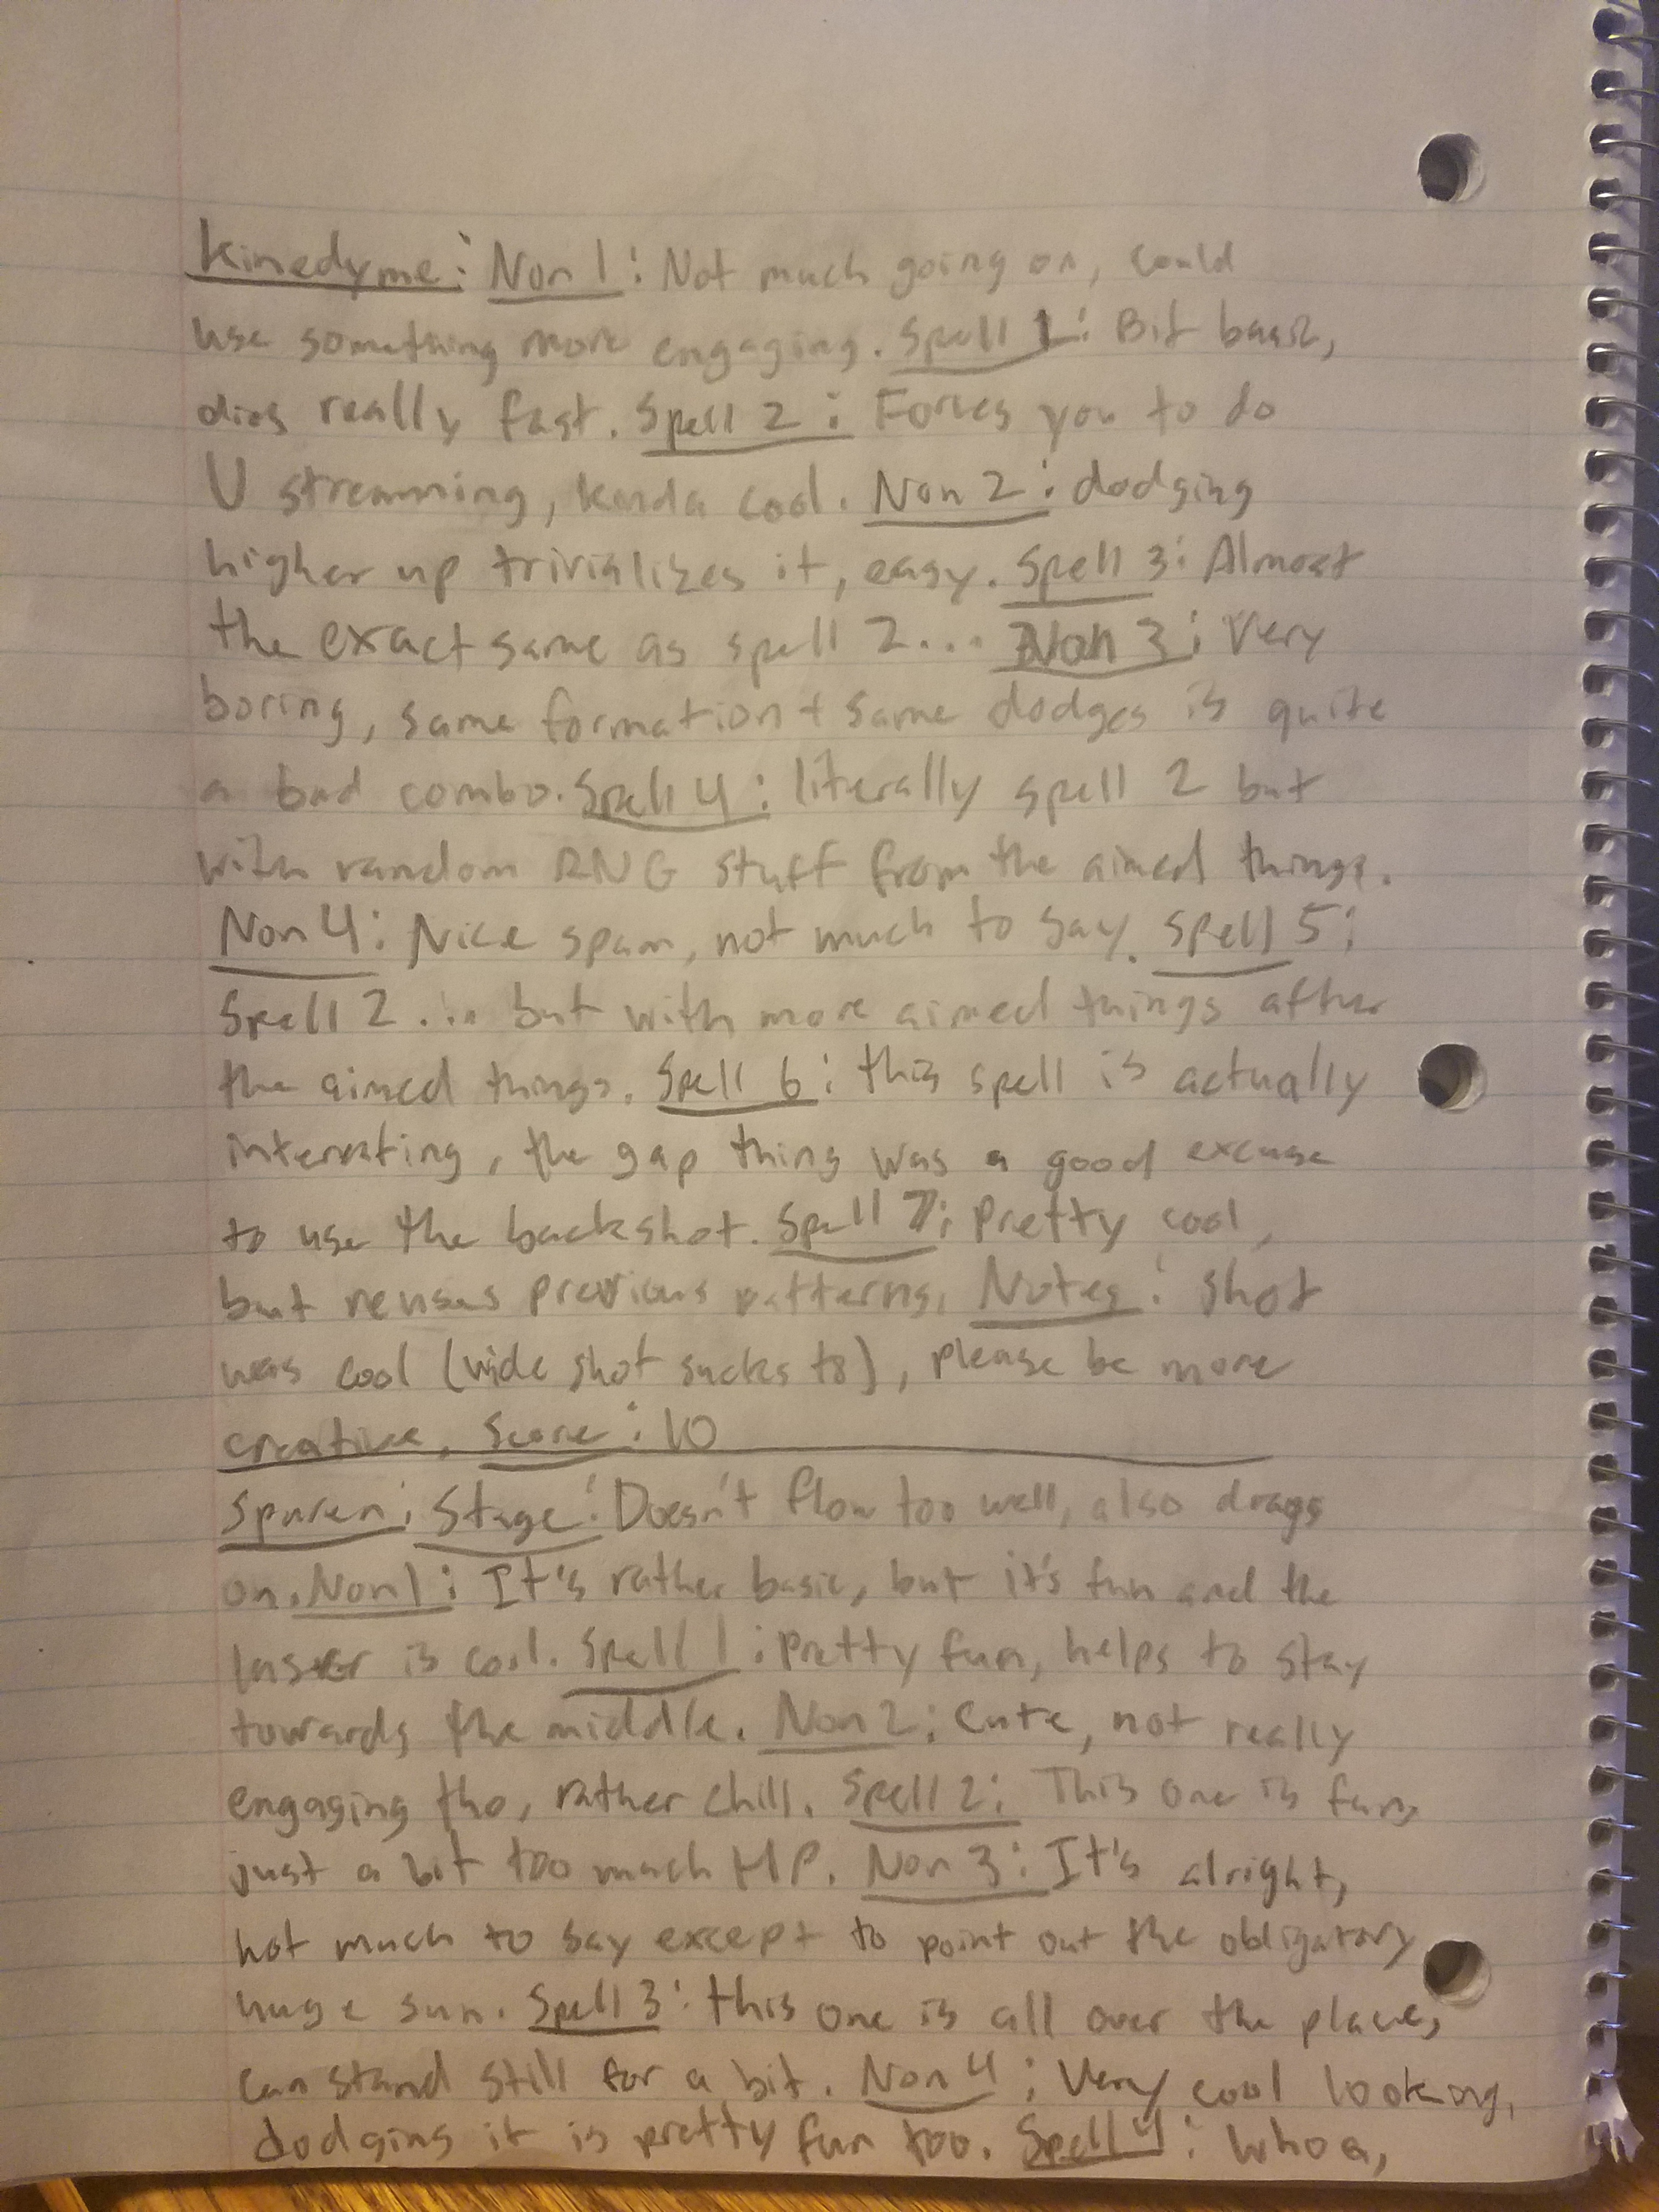 Kinedyme: Non 1: Not much going on, could
use something more engaging. Spell 1: Bit basic,
dies really fast. Spell 2: Forces you to do
U streaming, kinda cool. Non 2: dodging
higher up trivializes it, easy. Spell 3: Almost
the exact same as spell 2... Non 3: Very
boring, same formation + same dodges is quite
a bad combo. Spell 4: literally spell 2 but
with random RNG stuff from the aimed things.
Non 4: Nice spam, not much to say. Spell 5:
Spell 2... but with more aimed things after
the aimed things. Spell 6: this spell is actually
interesting, the gap thing was a good excuse
to use the backshot. Spell 7: Pretty cool,
but reuses previous patterns. Notes: Shot
was cool (wide shot sucks tb), please be more
creative. Score: 10
Spuren: Stage: Doesn't flow too well, also drags
on. Non 1: It's rather basic, but it's fun and the
laser is cool. Spell 1: Pretty fun, helps to stay
towards the middle. Non 2: Cute, not really
engaging tho, rather chill. Spell 2: This one is fun,
just a bit too much HP. Non 3: It's alright,
not much to say except to point out the obligatory
huge sun. Spell 3: this one is all over the place,
can stand still for a bit. Non 4: Very cool looking,
dodging it is pretty fun too. Spell 4: Whoa,